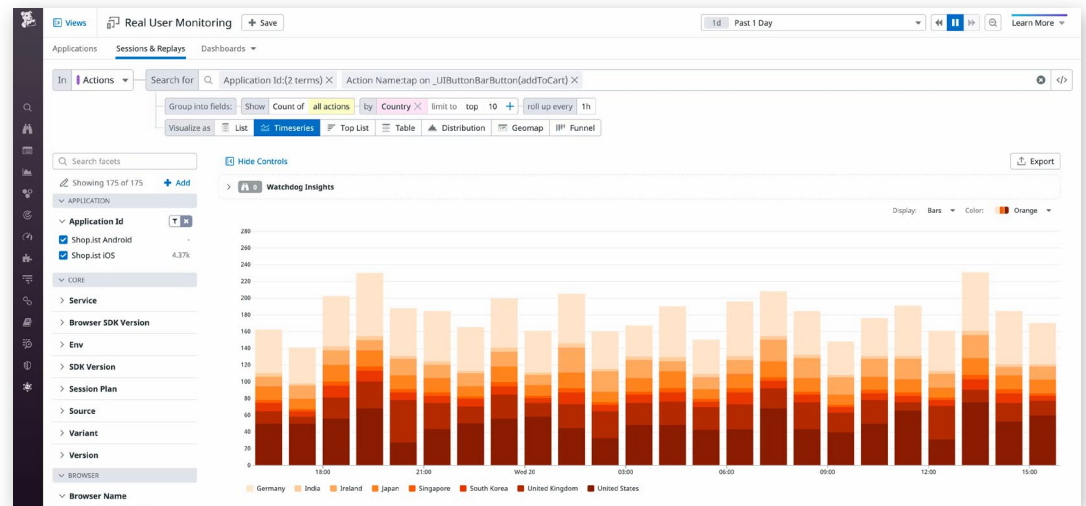 Views
Real User Monitoring
+ Save
1d Past 1 Day
Learn More
Applications Sessions & Replays Dashboards
In Actions Search for Application Id:(2 terms) × Action Name:tap on _UIButtonBarButton(addToCart) × </>
Group into fields: Show Count of all actions by Country × limit to top 10 + roll up every 1h
Visualize as List Timeseries Top List Table Distribution Geomap Funnel
Search facets
Hide Controls
Export
Showing 175 of 175 + Add
0 Watchdog Insights
APPLICATION
Display: Bars Color: Orange
Application Id
Shop.ist Android -
Shop.ist iOS 4.37k
CORE
Service
Browser SDK Version
Env
SDK Version
Session Plan
Source
Variant
Version
BROWSER
Browser Name
280
260
240
220
200
180
160
140
120
100
80
60
40
20
0
18:00 21:00 Wed 20 03:00 06:00 09:00 12:00 15:00
Germany India Ireland Japan Singapore South Korea United Kingdom United States